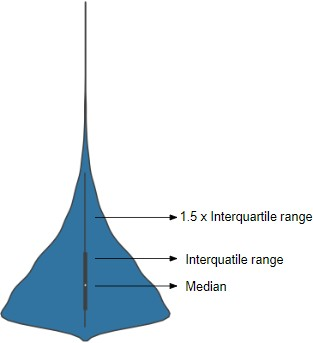 1.5 x Interquartile range
Interquatile range
Median